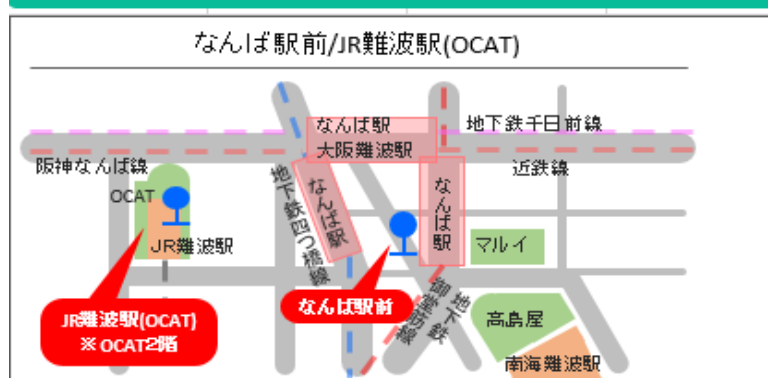 なんば駅前/JR難波駅(OCAT)
なんば駅
大阪難波駅
地下鉄千日前線
阪神なんば線
近鉄線
OCAT
JR難波駅
地下鉄四つ橋線
なんば駅
なんば駅
マルイ
なんば駅前
地下鉄
御堂筋線
JR難波駅(OCAT)
※OCAT2階
高島屋
南海難波駅